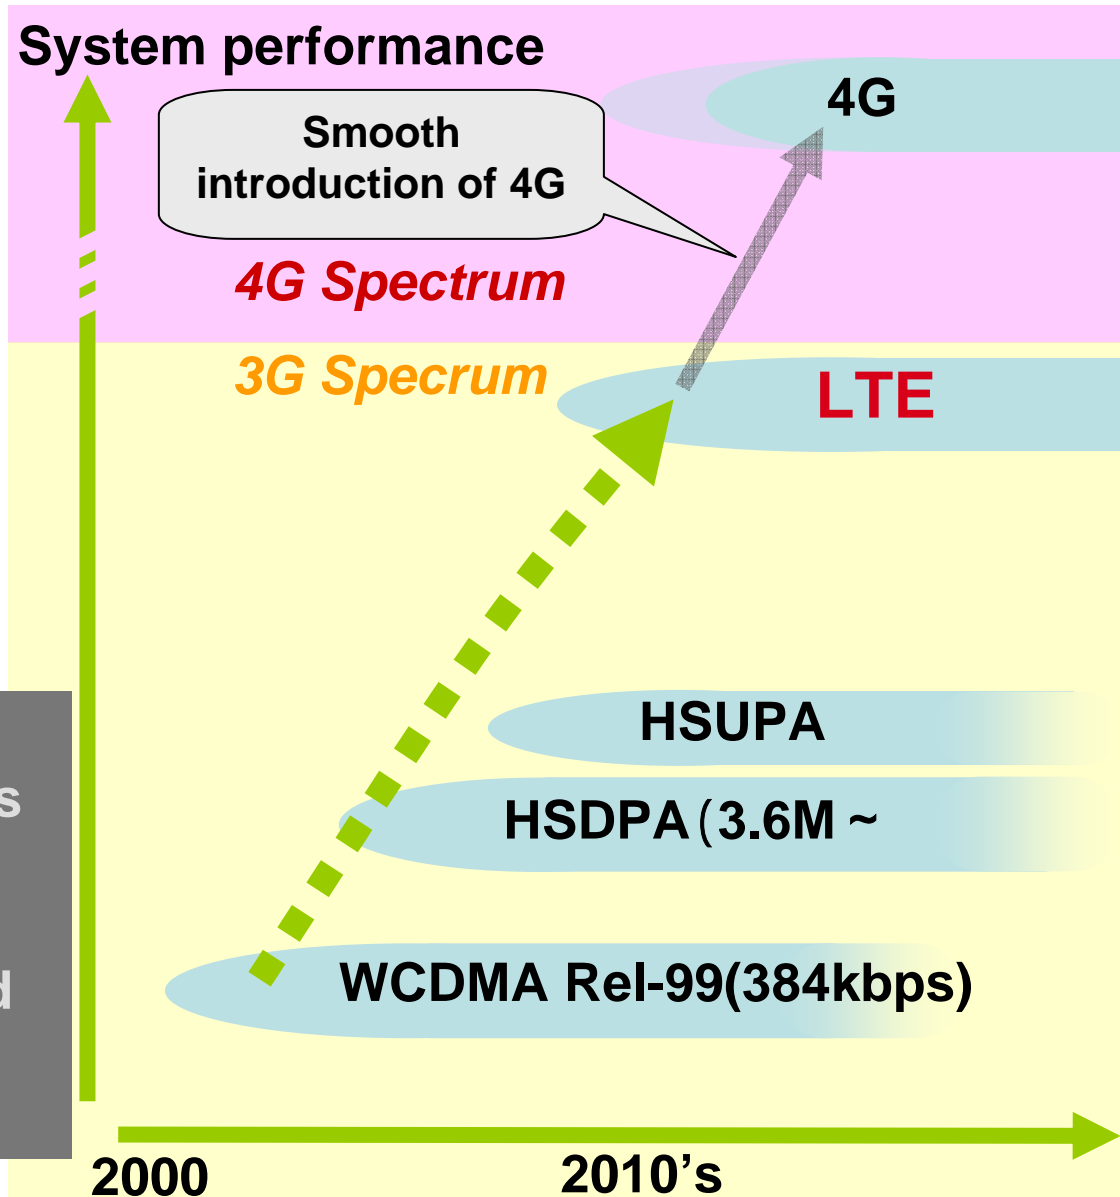 System performance
4G
Smooth
introduction of 4G
4G Spectrum
3G Specrum
LTE
HSUPA
HSDPA(3.6M ~
WCDMA Rel-99(384kbps)
s
d
2000
2010's